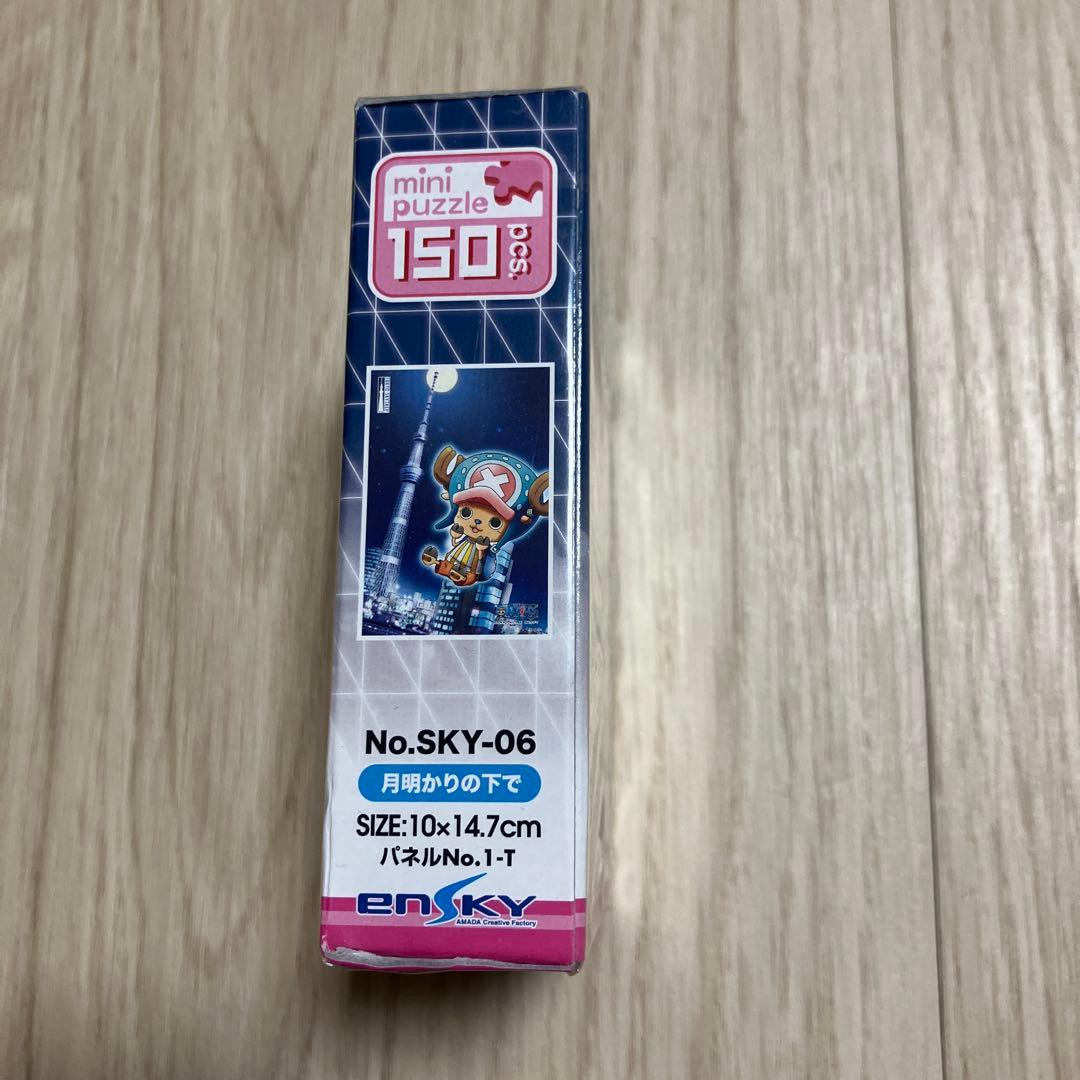 mini
puzzle
150
pcs.
No.SKY-06
月明かりの下で
SIZE:10×14.7cm
パネルNo.1-T
enSKY
AMADA Creative Factory